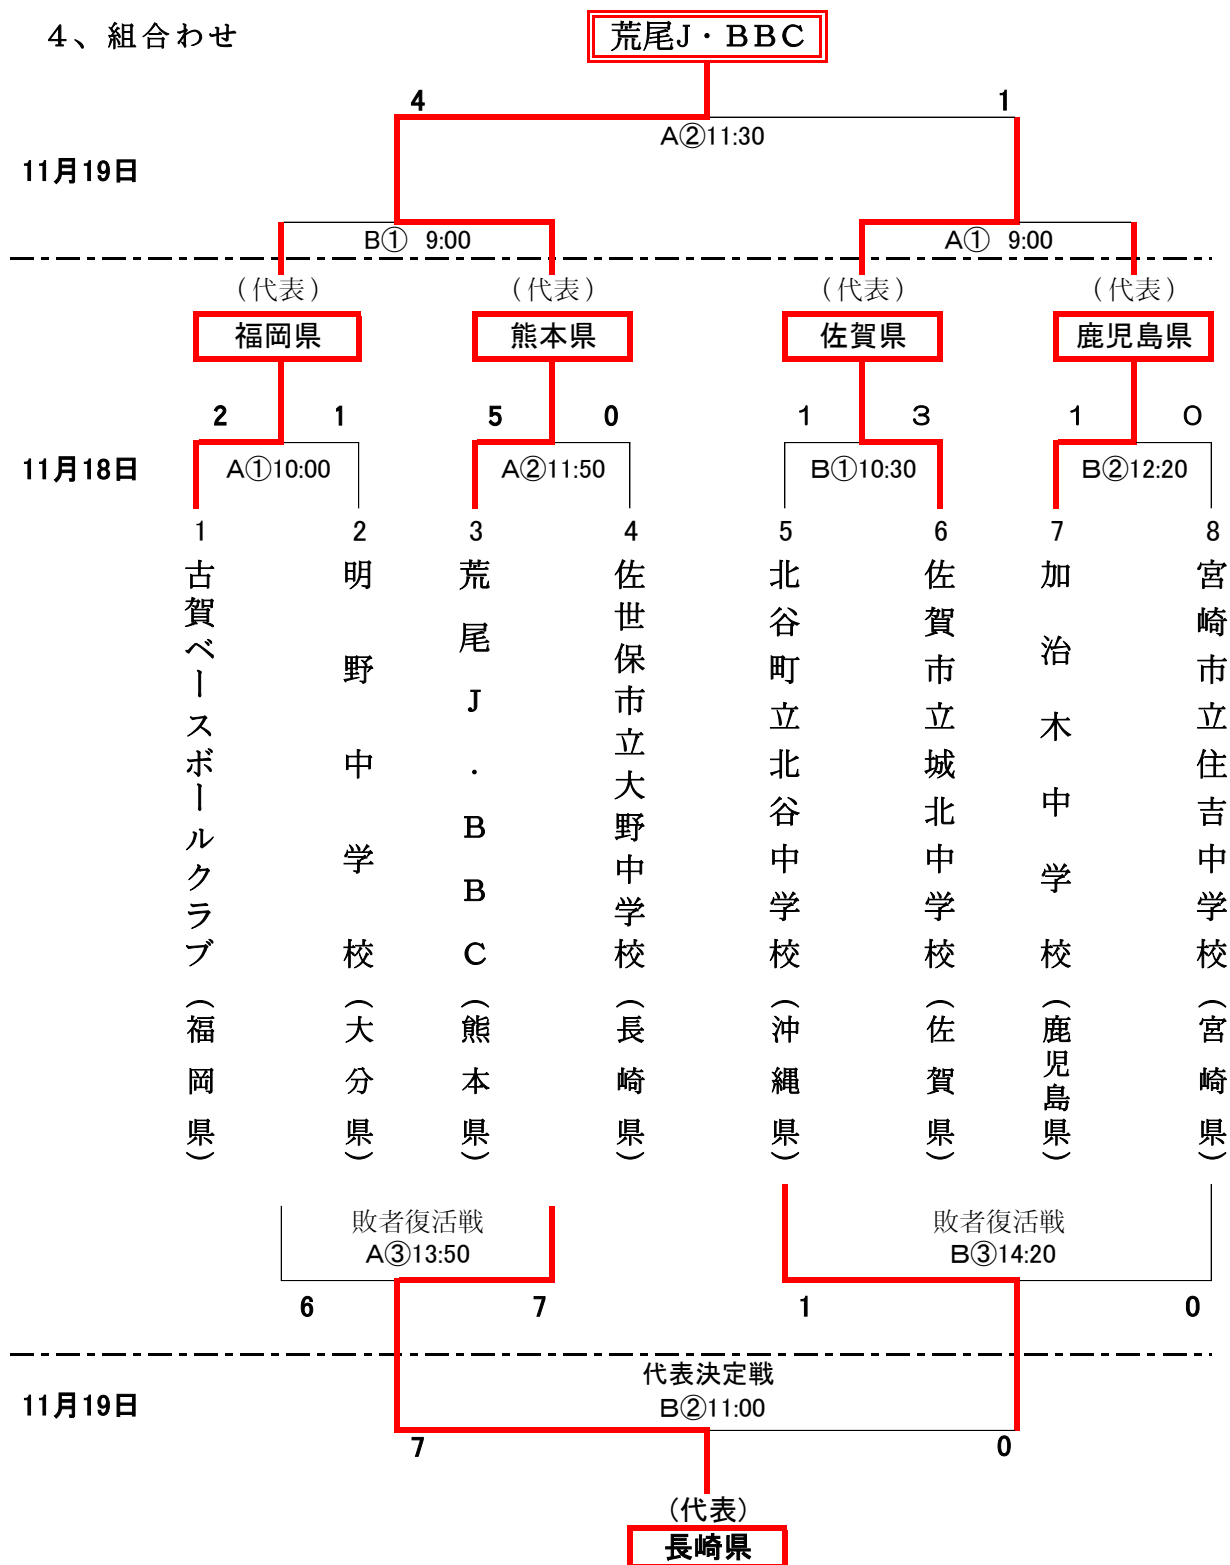 4、組合わせ
荒尾J・BBC
4 1
A②11:30
11月19日
B① 9:00 A① 9:00
(代表) (代表) (代表) (代表)
福岡県 熊本県 佐賀県 鹿児島県
2 1 5 0 1 3 1 0
11月18日 A①10:00 A②11:50 B①10:30 B②12:20
1 2 3 4 5 6 7 8
古賀ベースボールクラブ(福岡県)
明野中学校(大分県)
荒尾J.BBC(熊本県)
佐世保市立大野中学校(長崎県)
北谷町立北谷中学校(沖縄県)
佐賀市立城北中学校(佐賀県)
加治木中学校(鹿児島県)
宮崎市立住吉中学校(宮崎県)
敗者復活戦 敗者復活戦
A③13:50 B③14:20
6 7 1 0
代表決定戦
11月19日 B②11:00
7 0
(代表)
長崎県